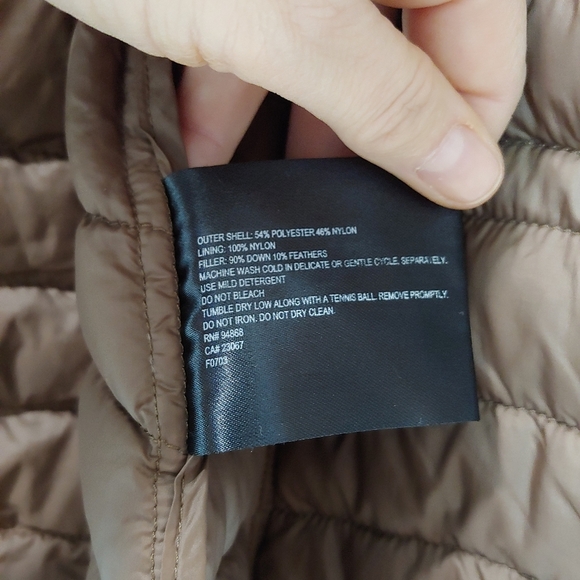 OUTER SHELL: 54% POLYESTER 46% NYLON
LINING: 100% NYLON
FILLER: 90% DOWN 10% FEATHERS
MACHINE WASH COLD IN DELICATE OR GENTLE CYCLE. SEPARATELY.
USE MILD DETERGENT
DO NOT BLEACH
TUMBLE DRY LOW ALONG WITH A TENNIS BALL. REMOVE PROMPTLY.
DO NOT IRON. DO NOT DRY CLEAN.
RN# 94868
CA# 23067
F0703